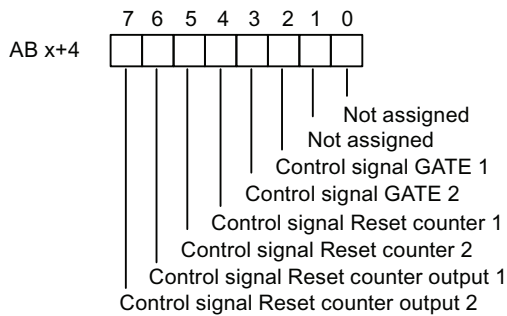 7 6 5 4 3 2 1 0
AB x+4
Not assigned
Not assigned
Control signal GATE 1
Control signal GATE 2
Control signal Reset counter 1
Control signal Reset counter 2
Control signal Reset counter output 1
Control signal Reset counter output 2